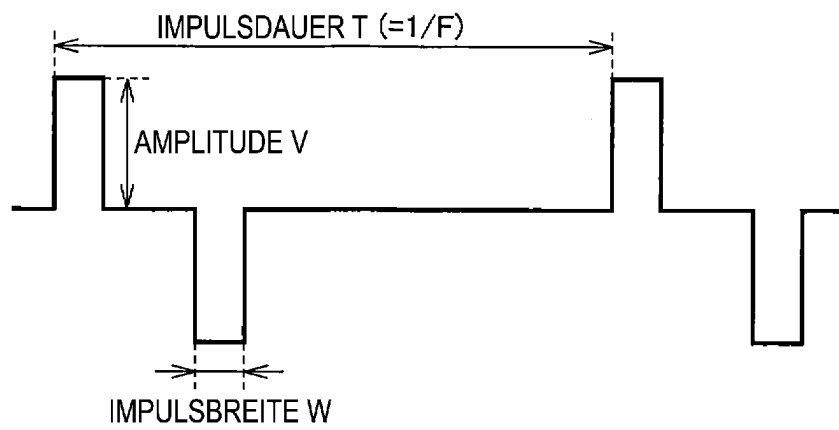 IMPULSDAUER T (=1/F)
AMPLITUDE V
IMPULSBREITE W